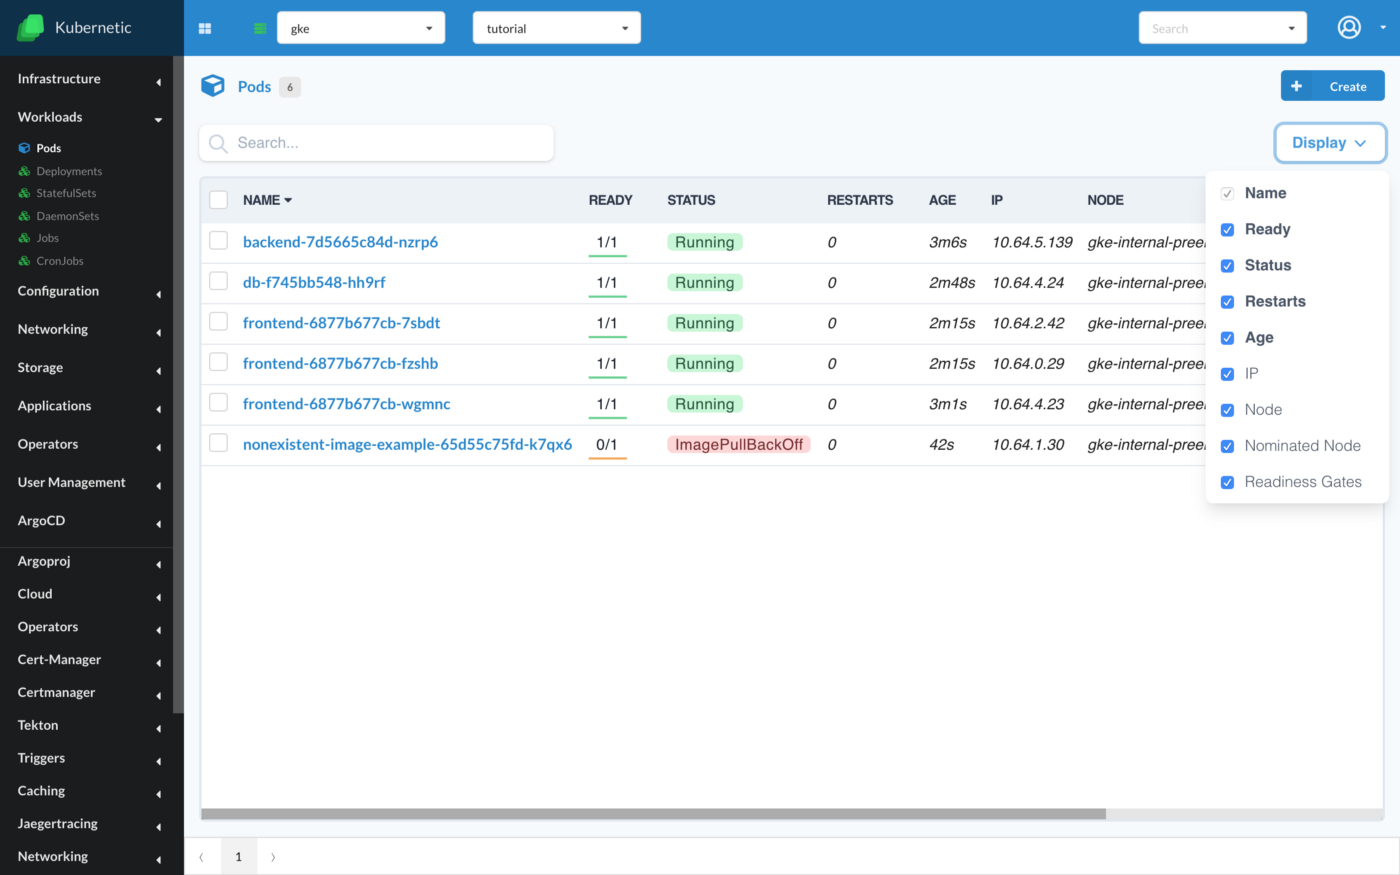 Kubernetic
gke
tutorial
Search
Infrastructure
Workloads
Pods
Deployments
StatefulSets
DaemonSets
Jobs
CronJobs
Configuration
Networking
Storage
Applications
Operators
User Management
ArgoCD
Argoproj
Cloud
Operators
Cert-Manager
Certmanager
Tekton
Triggers
Caching
Jaegertracing
Networking
Pods 6
+ Create
Search...
Display
NAME READY STATUS RESTARTS AGE IP NODE
backend-7d5665c84d-nzrp6 1/1 Running 0 3m6s 10.64.5.139 gke-internal-preer
db-f745bb548-hh9rf 1/1 Running 0 2m48s 10.64.4.24 gke-internal-preer
frontend-6877b677cb-7sbdt 1/1 Running 0 2m15s 10.64.2.42 gke-internal-preer
frontend-6877b677cb-fzshb 1/1 Running 0 2m15s 10.64.0.29 gke-internal-preer
frontend-6877b677cb-wgmnc 1/1 Running 0 3m1s 10.64.4.23 gke-internal-preer
nonexistent-image-example-65d55c75fd-k7qx6 0/1 ImagePullBackOff 0 42s 10.64.1.30 gke-internal-preer
Name
Ready
Status
Restarts
Age
IP
Node
Nominated Node
Readiness Gates
1